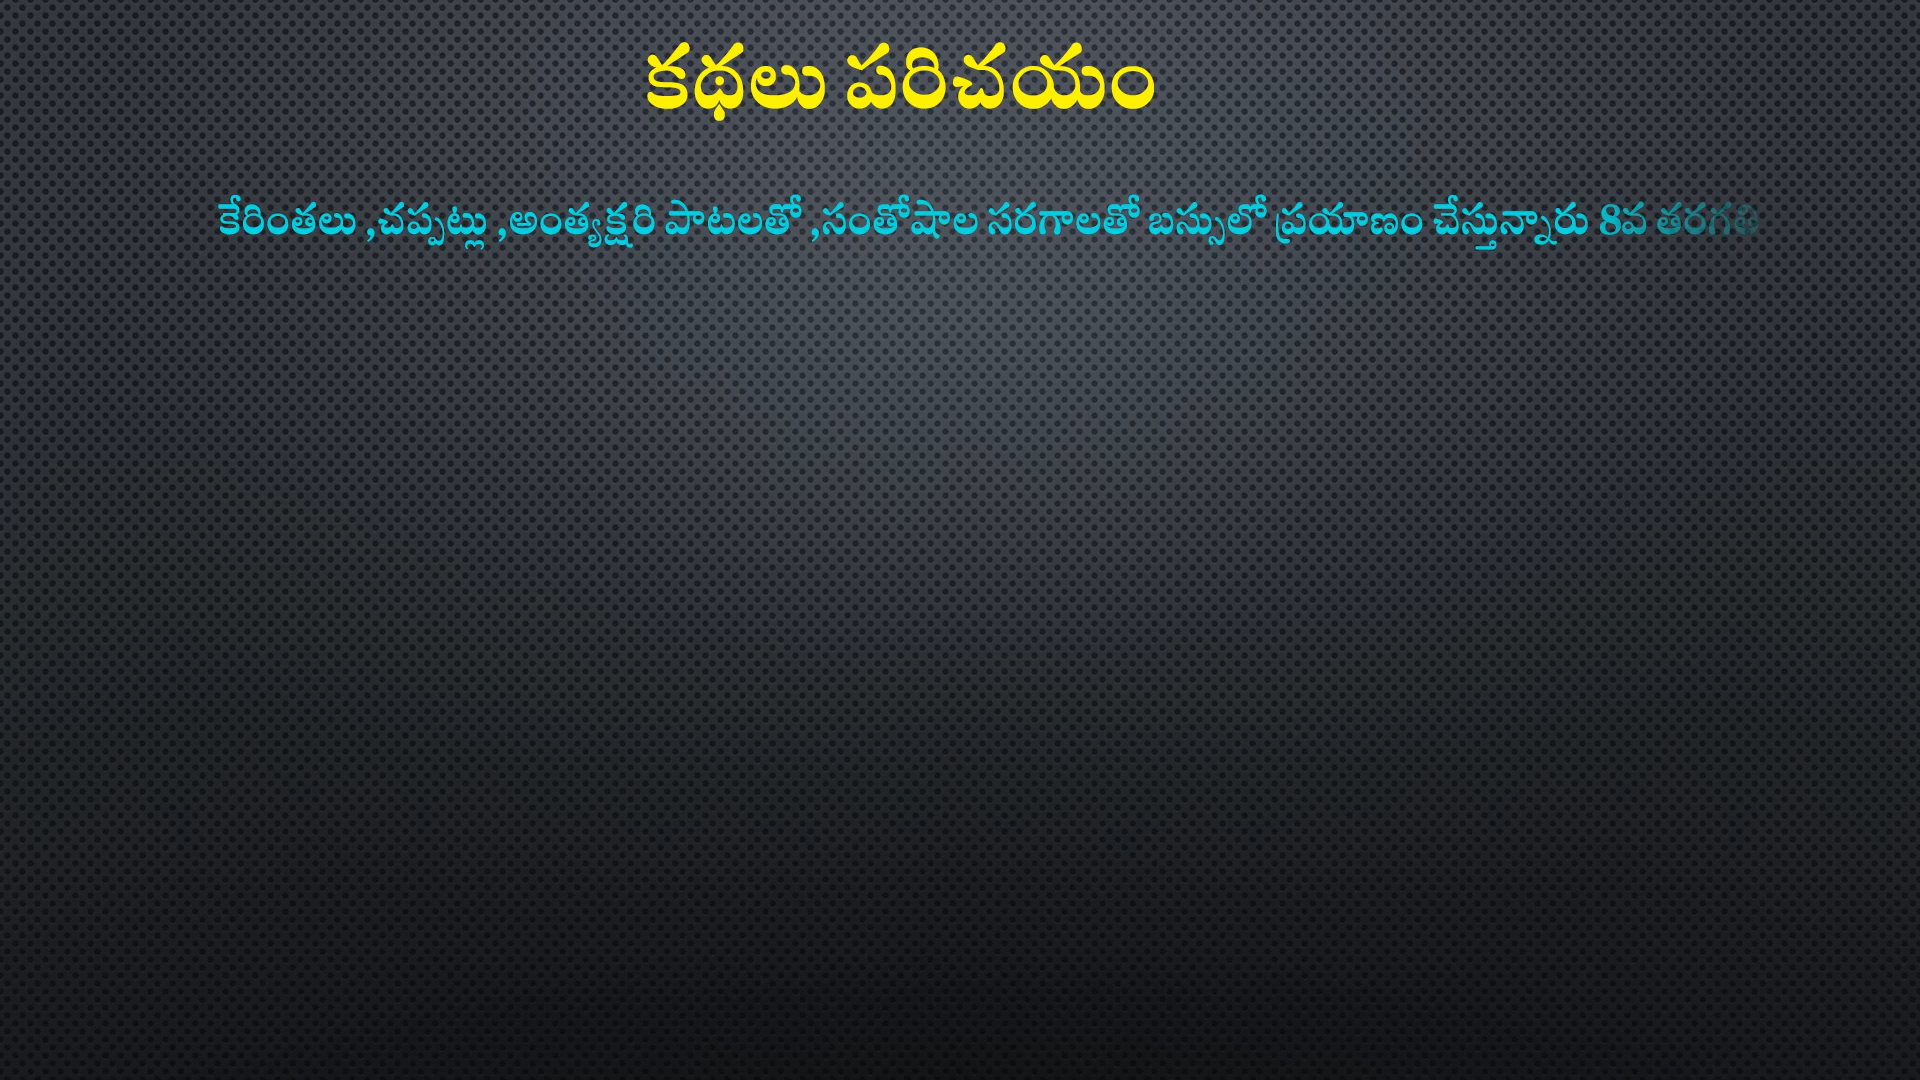 కథలు పరిచయం
కేరింతలు ,చప్పట్లు ,అంత్యక్షరి పాటలతో ,సంతోషాల సరగాలతో బస్సులో ప్రయాణం చేస్తున్నారు 8వ తరగతి